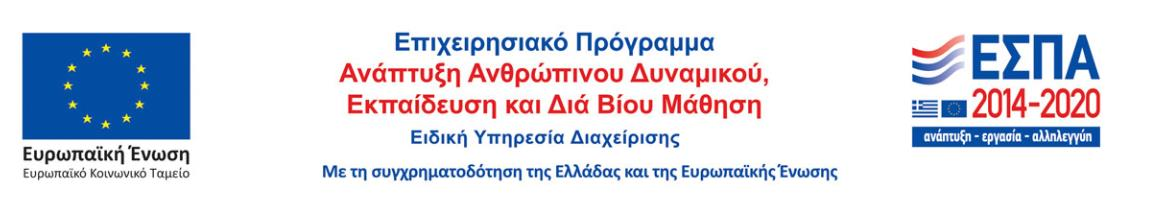 Ευρωπαϊκή Ένωση
Ευρωπαϊκό Κοινωνικό Ταμείο
Επιχειρησιακό Πρόγραμμα
Ανάπτυξη Ανθρώπινου Δυναμικού,
Εκπαίδευση και Διά Βίου Μάθηση
Ειδική Υπηρεσία Διαχείρισης
Με τη συγχρηματοδότηση της Ελλάδας και της Ευρωπαϊκής Ένωσης
ΕΣΠΑ
2014-2020
ανάπτυξη - εργασία - αλληλεγγύη